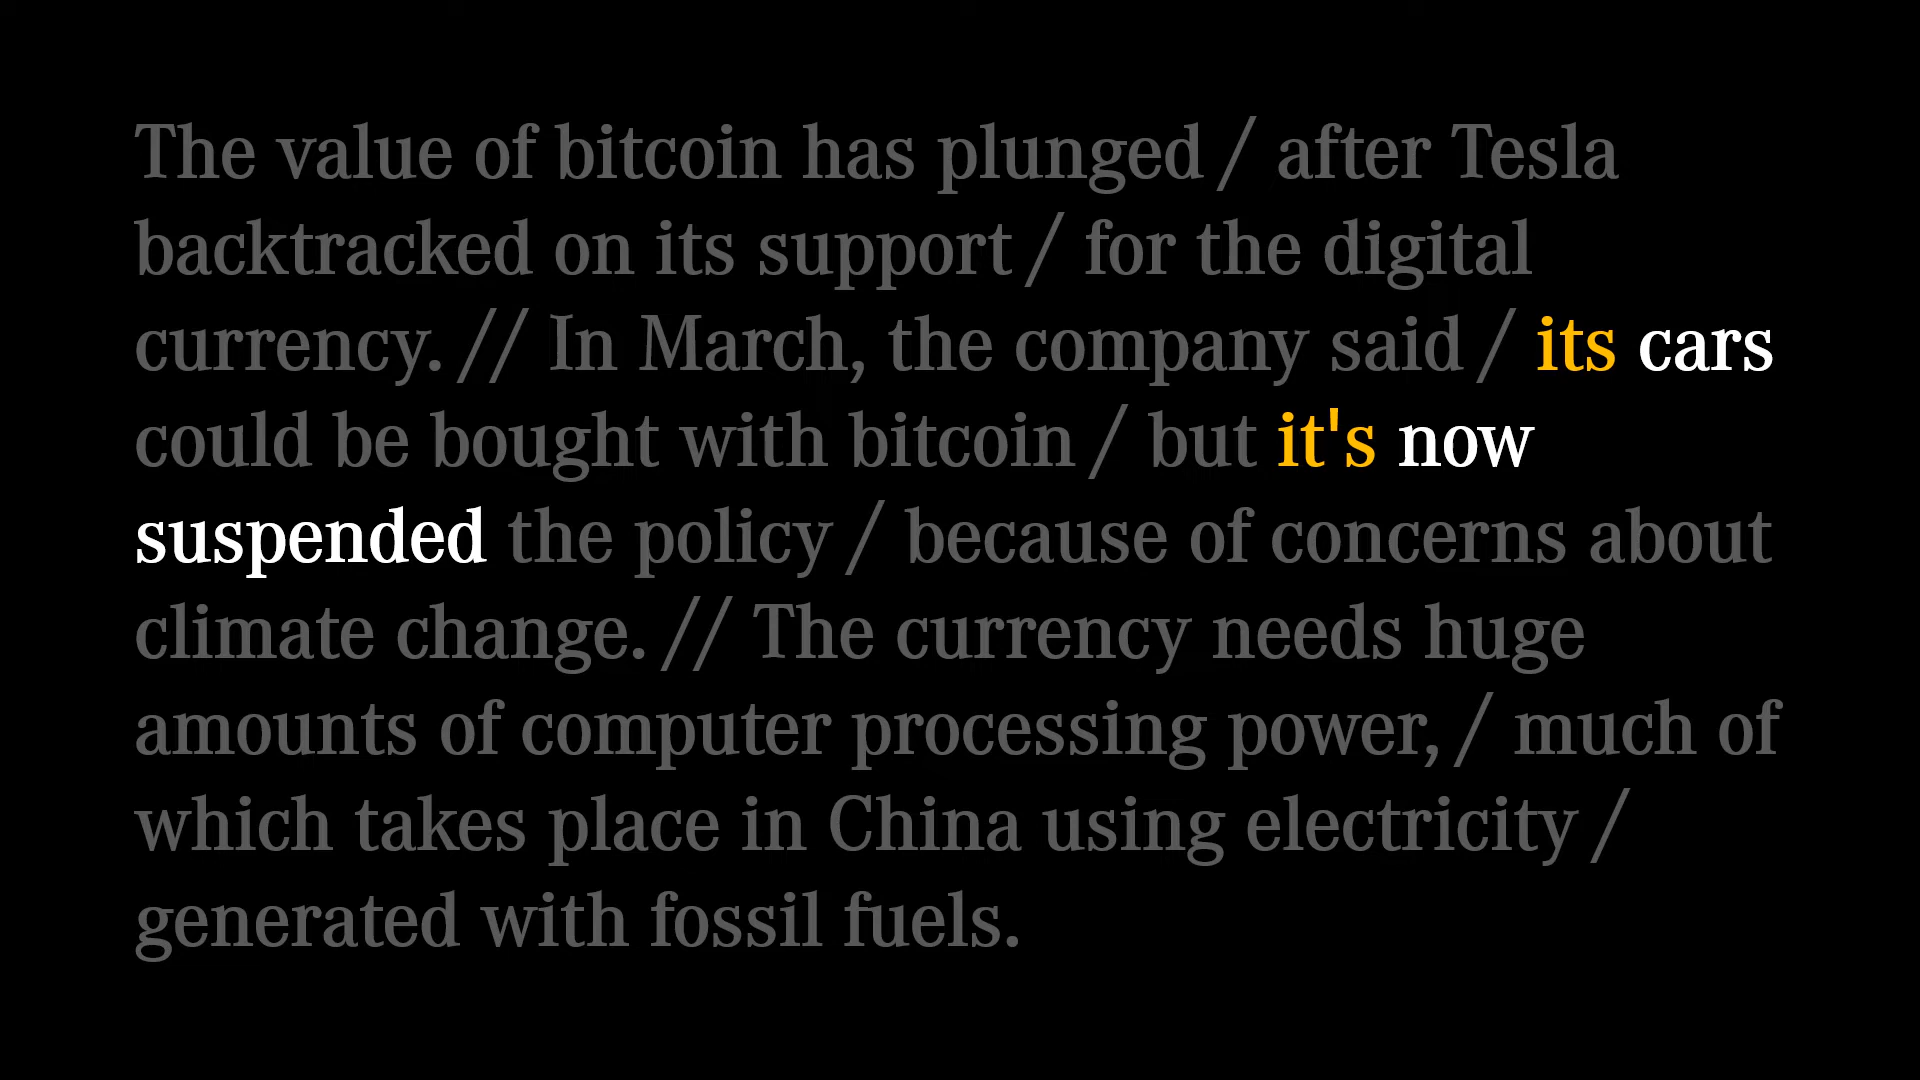 The value of bitcoin has plunged / after Tesla
backtracked on its support / for the digital
currency. // In March, the company said / its cars
could be bought with bitcoin / but it's now
suspended the policy / because of concerns about
climate change. // The currency needs huge
amounts of computer processing power, / much of
which takes place in China using electricity /
generated with fossil fuels.